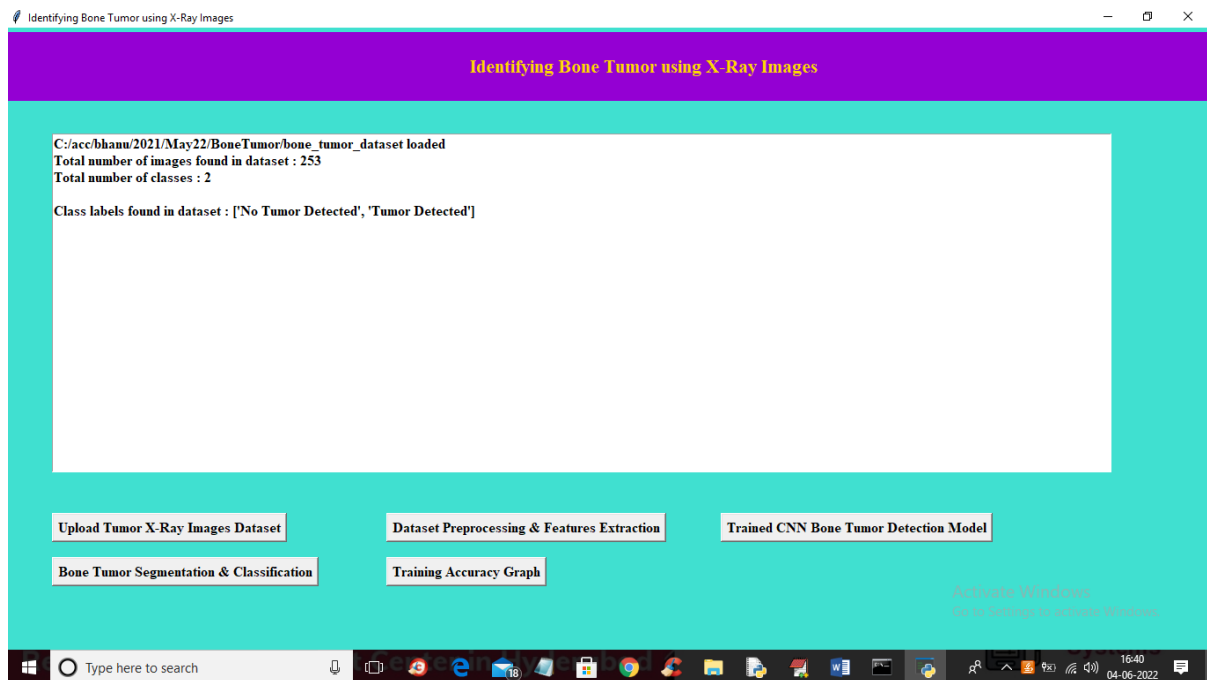 Identifying Bone Tumor using X-Ray Images
Identifying Bone Tumor using X-Ray Images
C:/acc/bhanu/2021/May22/BoneTumor/bone_tumor_dataset loaded
Total number of images found in dataset : 253
Total number of classes : 2
Class labels found in dataset : ['No Tumor Detected', 'Tumor Detected']
Upload Tumor X-Ray Images Dataset
Dataset Preprocessing & Features Extraction
Trained CNN Bone Tumor Detection Model
Bone Tumor Segmentation & Classification
Training Accuracy Graph
Activate Windows
Go to Settings to activate Windows.
Systems
Type here to search
18
16:40
04-06-2022